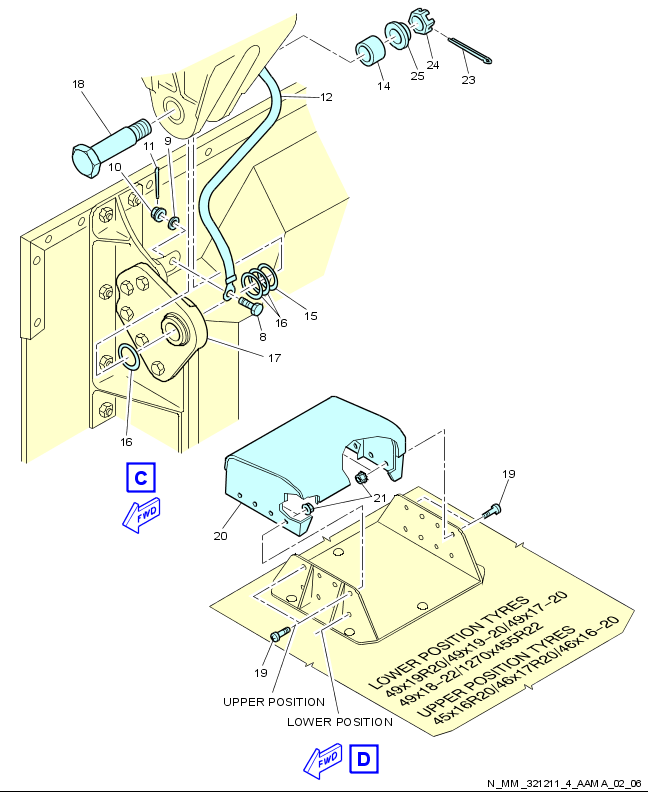 24
25
23
14
12
18
11
9
10
15
16
8
17
16
C
FWD
19
21
20
LOWER POSITION TYRES
49x19R20/49x19-20/49x17-20
49x18-22/1270x455R22
UPPER POSITION TYRES
45x16R20/46x17R20/46x16-20
19
UPPER POSITION
LOWER POSITION
FWD
D
N_MM_321211_4_AAMA_02_06